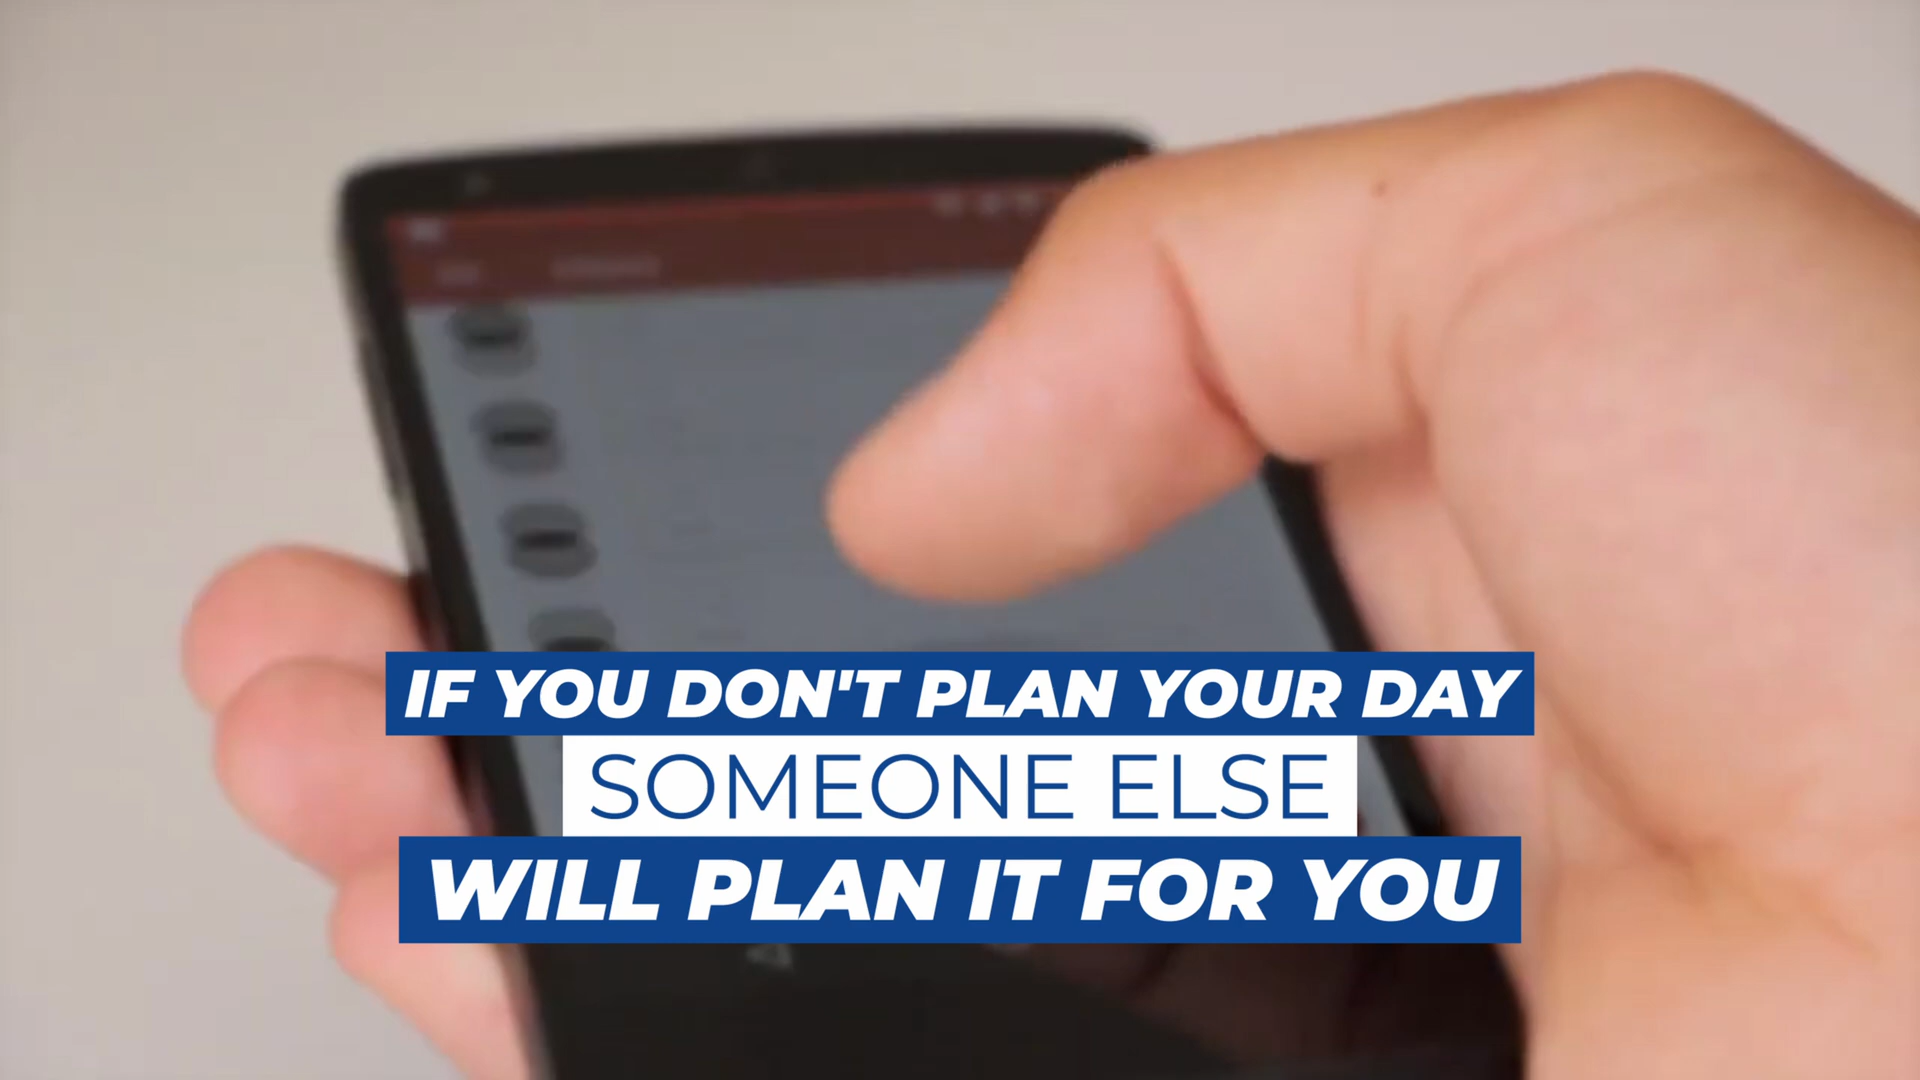 IF YOU DON'T PLAN YOUR DAY
SOMEONE ELSE
WILL PLAN IT FOR YOU